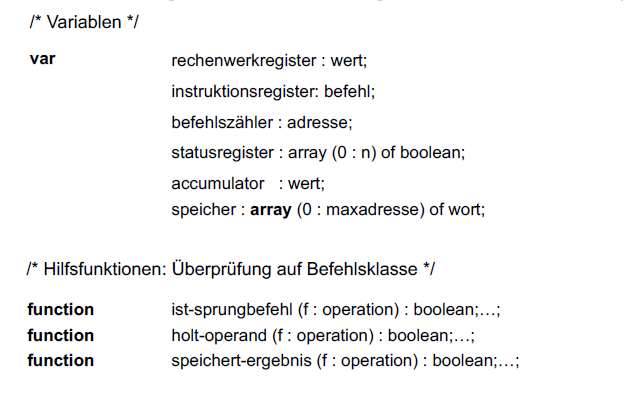 /* Variablen */
var rechenwerkregister : wert;
instruktionsregister: befehl;
befehlszähler : adresse;
statusregister : array (0 : n) of boolean;
accumulator : wert;
speicher : array (0 : maxadresse) of wort;
/* Hilfsfunktionen: Überprüfung auf Befehlsklasse */
function ist-sprungbefehl (f : operation) : boolean;…;
function holt-operand (f : operation) : boolean;…;
function speichert-ergebnis (f : operation) : boolean;…;